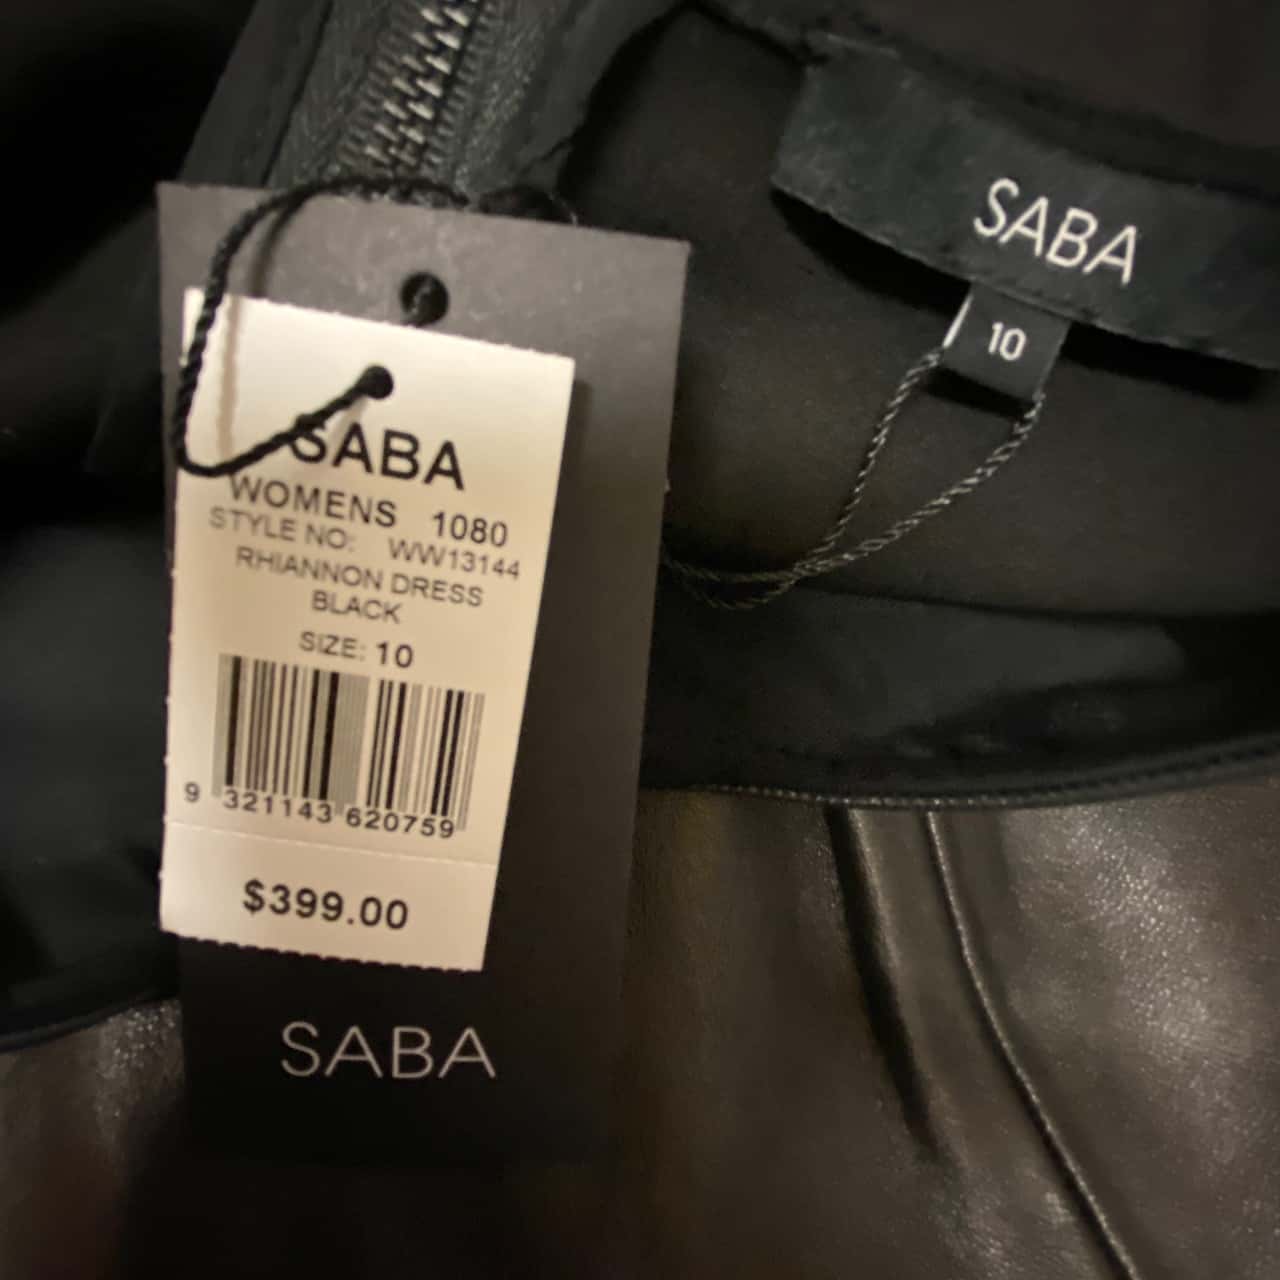 SABA
10
SABA
WOMENS 1080
STYLE NO: WW13144
RHIANNON DRESS
BLACK
SIZE: 10
9 321143 620759
$399.00
SABA